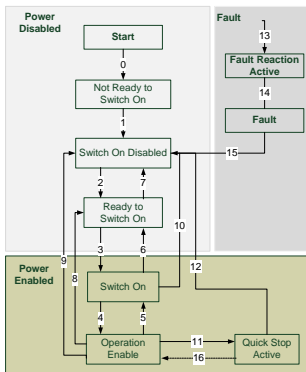 Power
Disabled
Fault
Start
13
0
Fault Reaction
Active
Not Ready to
Switch On
14
1
Fault
Switch On Disabled
15
2
7
Ready to
Switch On
10
3
6
9
8
12
Power
Enabled
Switch On
4
5
11
Operation
Enable
Quick Stop
Active
16